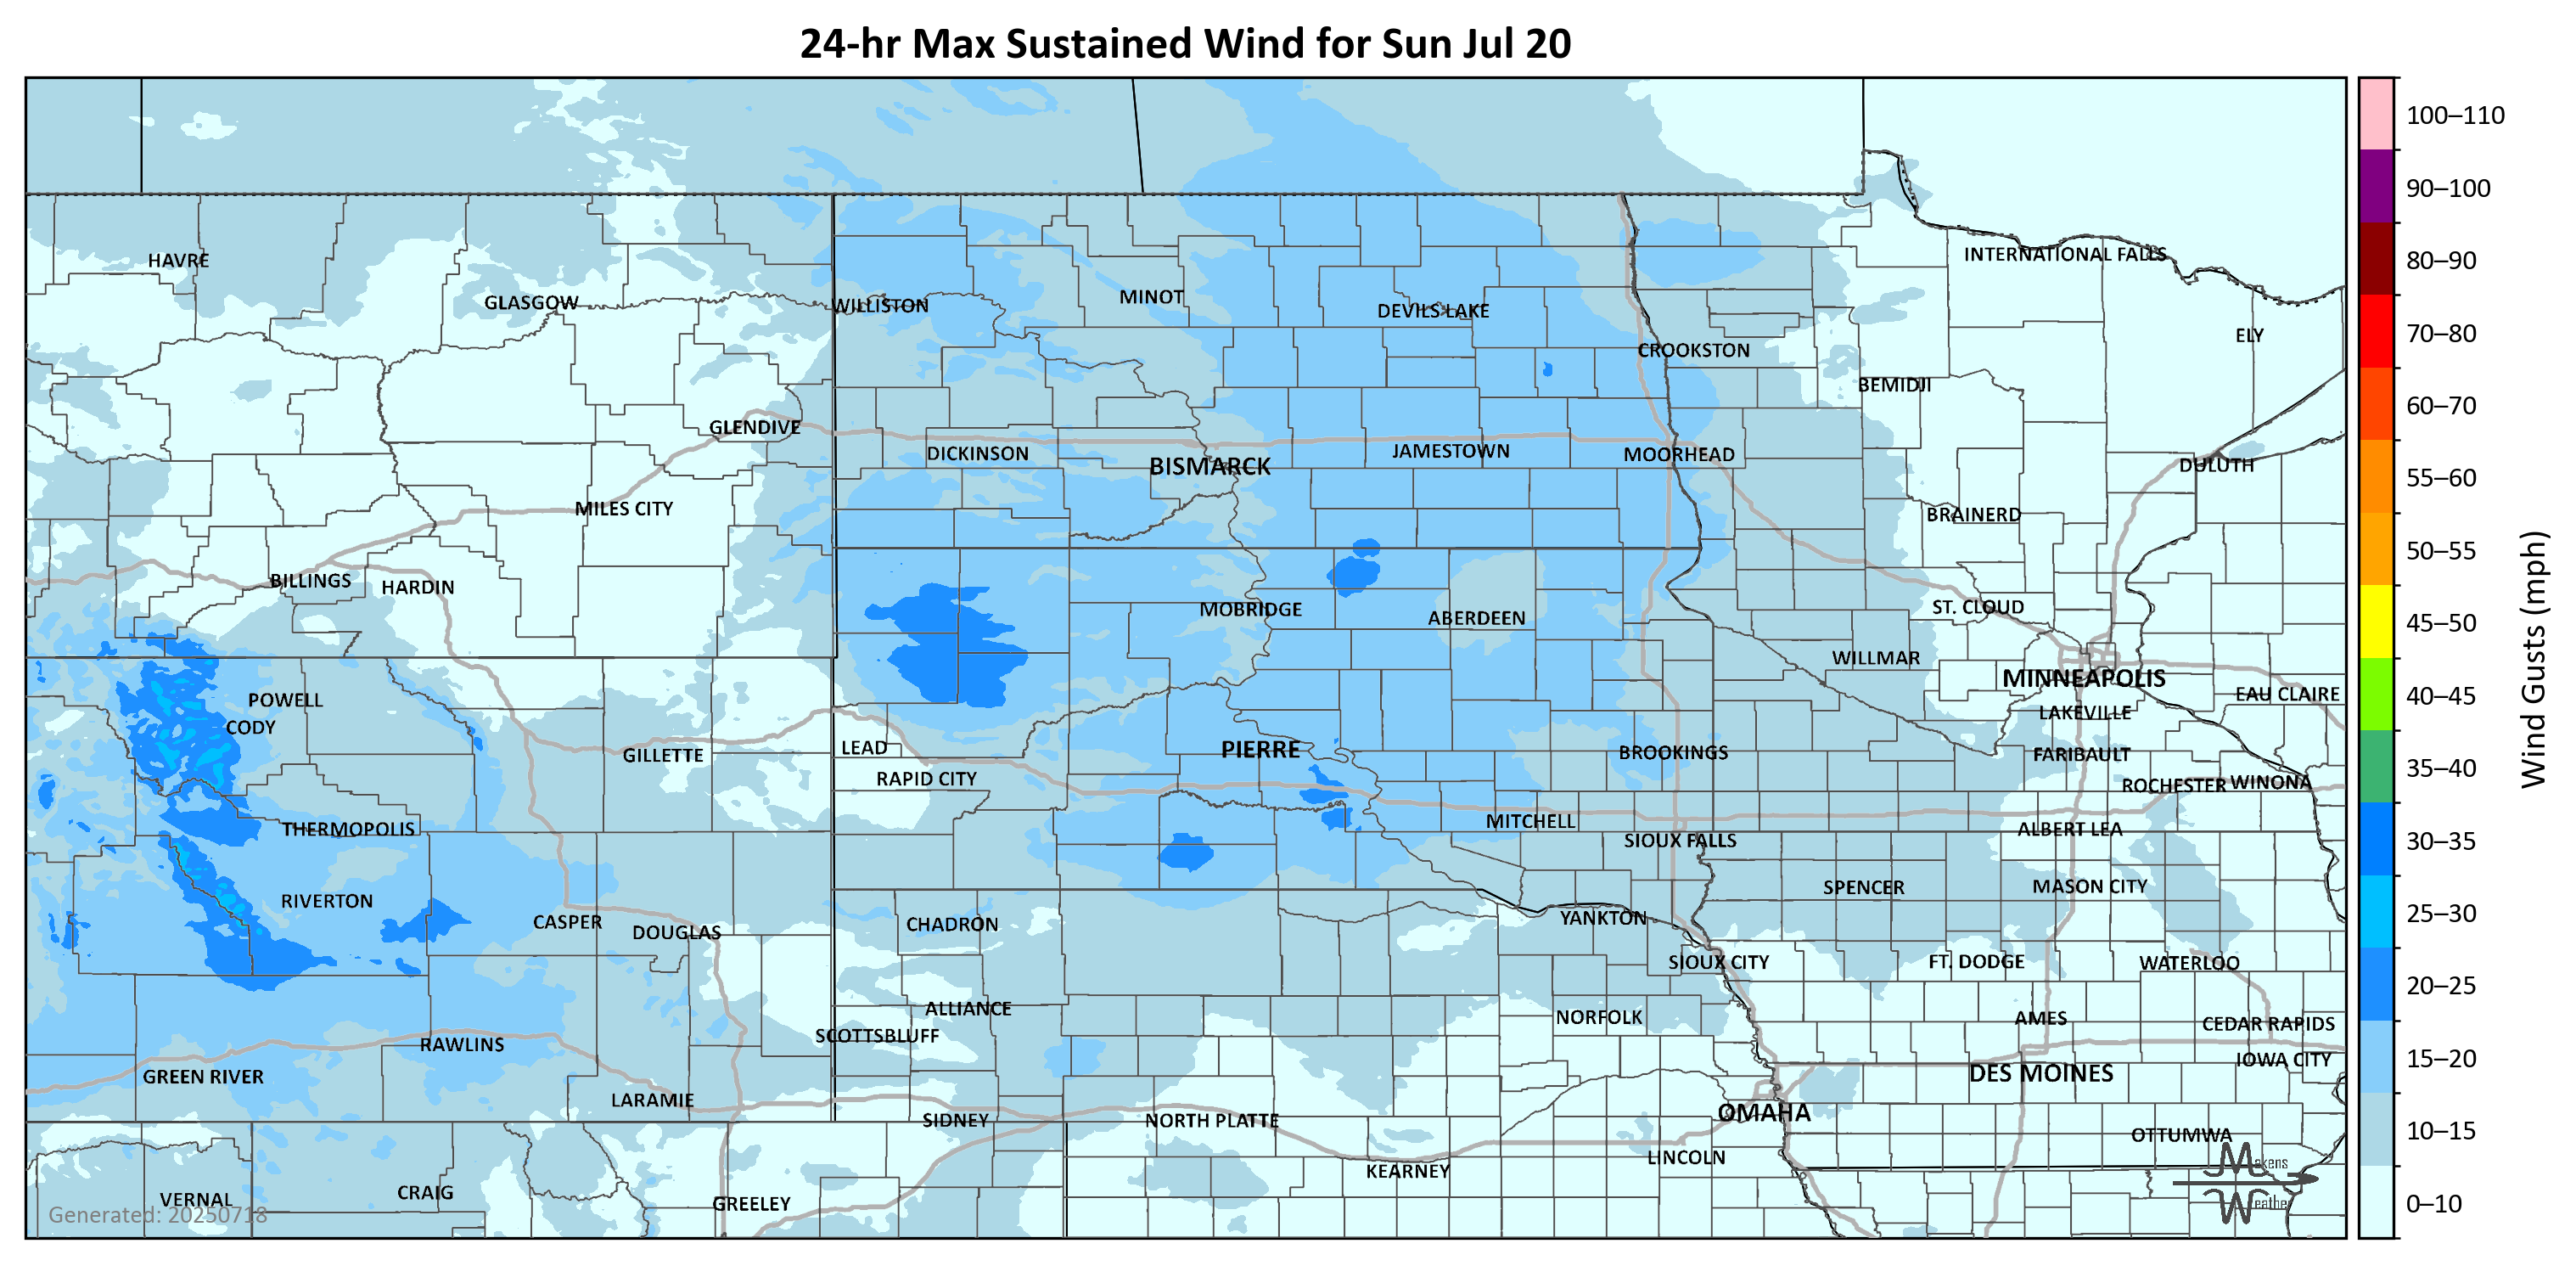 24-hr Max Sustained Wind for Sun Jul 20
100–110
90–100
80–90
70–80
60–70
55–60
50–55
45–50
40–45
35–40
30–35
25–30
20–25
15–20
10–15
0–10
Wind Gusts (mph)
HAVRE
GLASGOW
WILLISTON
MINOT
DEVILS LAKE
INTERNATIONAL FALLS
ELY
CROOKSTON
BEMIDJI
GLENDIVE
DICKINSON
BISMARCK
JAMESTOWN
MOORHEAD
DULUTH
MILES CITY
BRAINERD
BILLINGS
HARDIN
MOBRIDGE
ABERDEEN
ST. CLOUD
WILLMAR
MINNEAPOLIS
EAU CLAIRE
POWELL
CODY
LAKEVILLE
GILLETTE
LEAD
PIERRE
BROOKINGS
FARIBAULT
RAPID CITY
ROCHESTER
WINONA
THERMOPOLIS
MITCHELL
SIOUX FALLS
ALBERT LEA
RIVERTON
SPENCER
MASON CITY
CASPER
DOUGLAS
CHADRON
YANKTON
SIOUX CITY
FT. DODGE
WATERLOO
ALLIANCE
SCOTTSBLUFF
NORFOLK
AMES
CEDAR RAPIDS
RAWLINS
IOWA CITY
GREEN RIVER
DES MOINES
LARAMIE
SIDNEY
NORTH PLATTE
OMAHA
OTTUMWA
KEARNEY
LINCOLN
VERNAL
CRAIG
GREELEY
Makens
Weather
Generated: 20250718